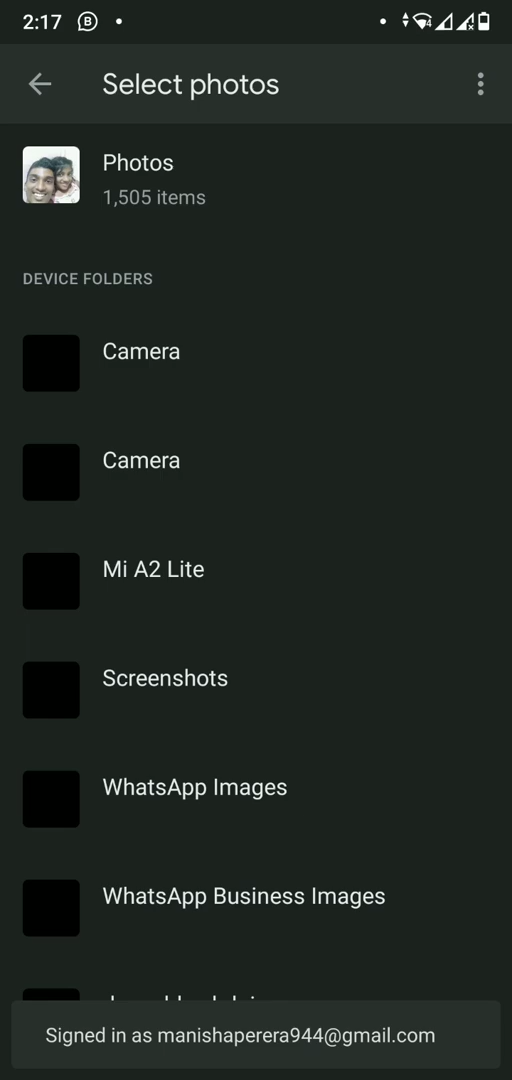 2:17
Select photos
Photos
1,505 items
DEVICE FOLDERS
Camera
Camera
Mi A2 Lite
Screenshots
WhatsApp Images
WhatsApp Business Images
Signed in as manishaperera944@gmail.com